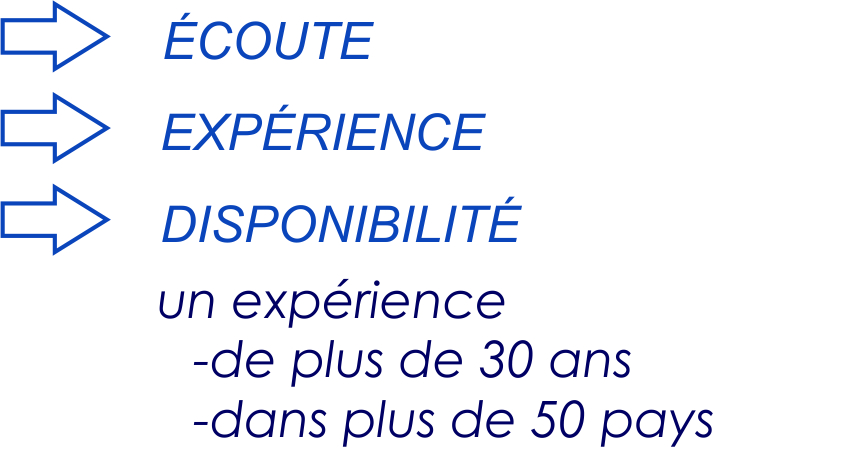 ÉCOUTE
EXPÉRIENCE
DISPONIBILITÉ
un expérience
-de plus de 30 ans
-dans plus de 50 pays